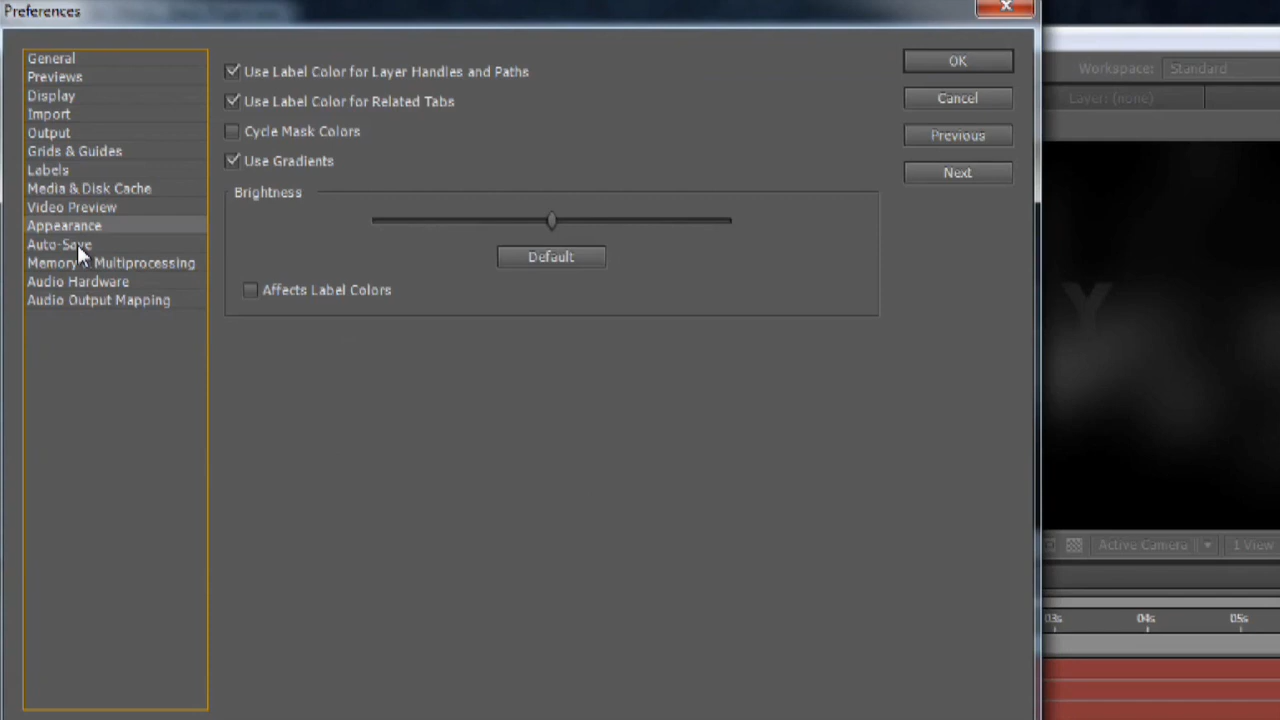 Preferences
General
Previews
Display
Import
Output
Grids & Guides
Labels
Media & Disk Cache
Video Preview
Appearance
Auto-Save
Memory & Multiprocessing
Audio Hardware
Audio Output Mapping
Use Label Color for Layer Handles and Paths
Use Label Color for Related Tabs
Cycle Mask Colors
Use Gradients
Brightness
Default
Affects Label Colors
OK
Cancel
Previous
Next
Workspace: Standard
Layer: (none)
Y
Active Camera
1 View
03s 04s 05s